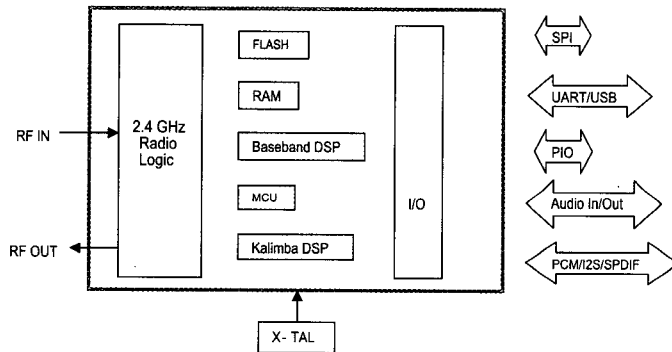 FLASH
SPI
RAM
UART/USB
2.4 GHz
Radio
Logic
RF IN
Baseband DSP
PIO
MCU
I/O
Audio In/Out
RF OUT
Kalimba DSP
PCM/I2S/SPDIF
X- TAL